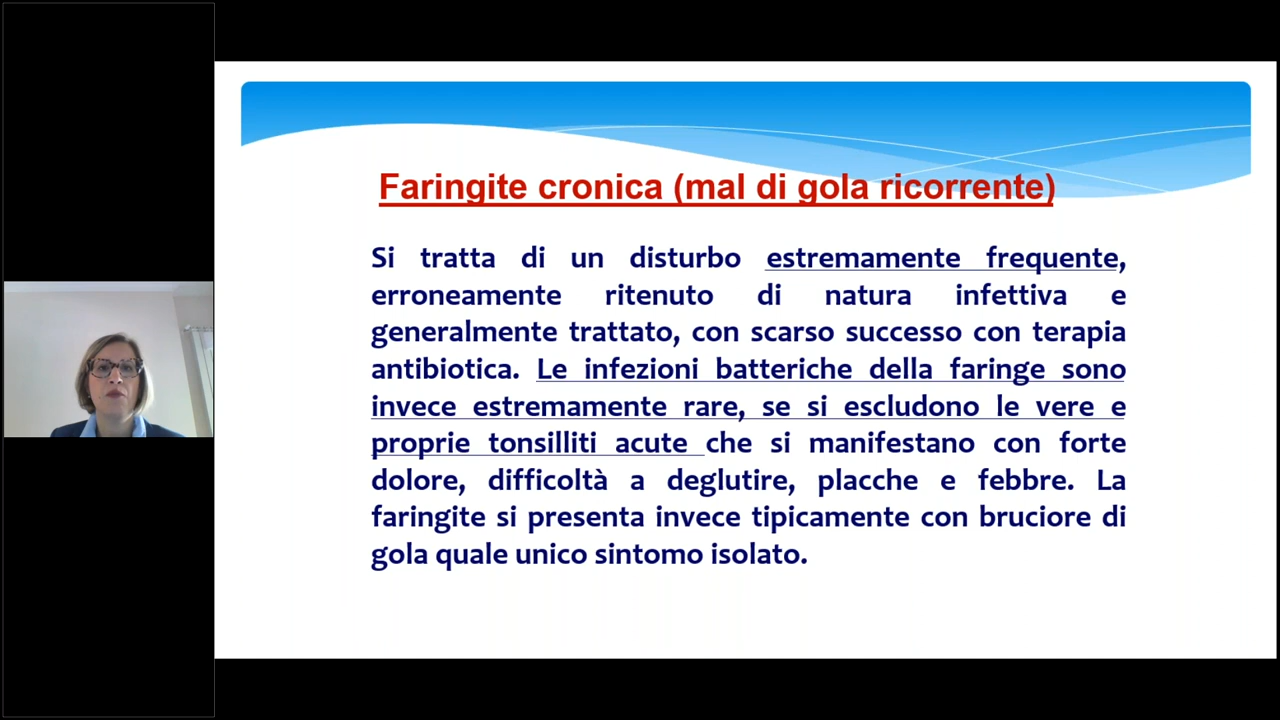 Faringite cronica (mal di gola ricorrente)
Si tratta di un disturbo estremamente frequente,
erroneamente ritenuto di natura infettiva e
generalmente trattato, con scarso successo con terapia
antibiotica. Le infezioni batteriche della faringe sono
invece estremamente rare, se si escludono le vere e
proprie tonsilliti acute che si manifestano con forte
dolore, difficoltà a deglutire, placche e febbre. La
faringite si presenta invece tipicamente con bruciore di
gola quale unico sintomo isolato.